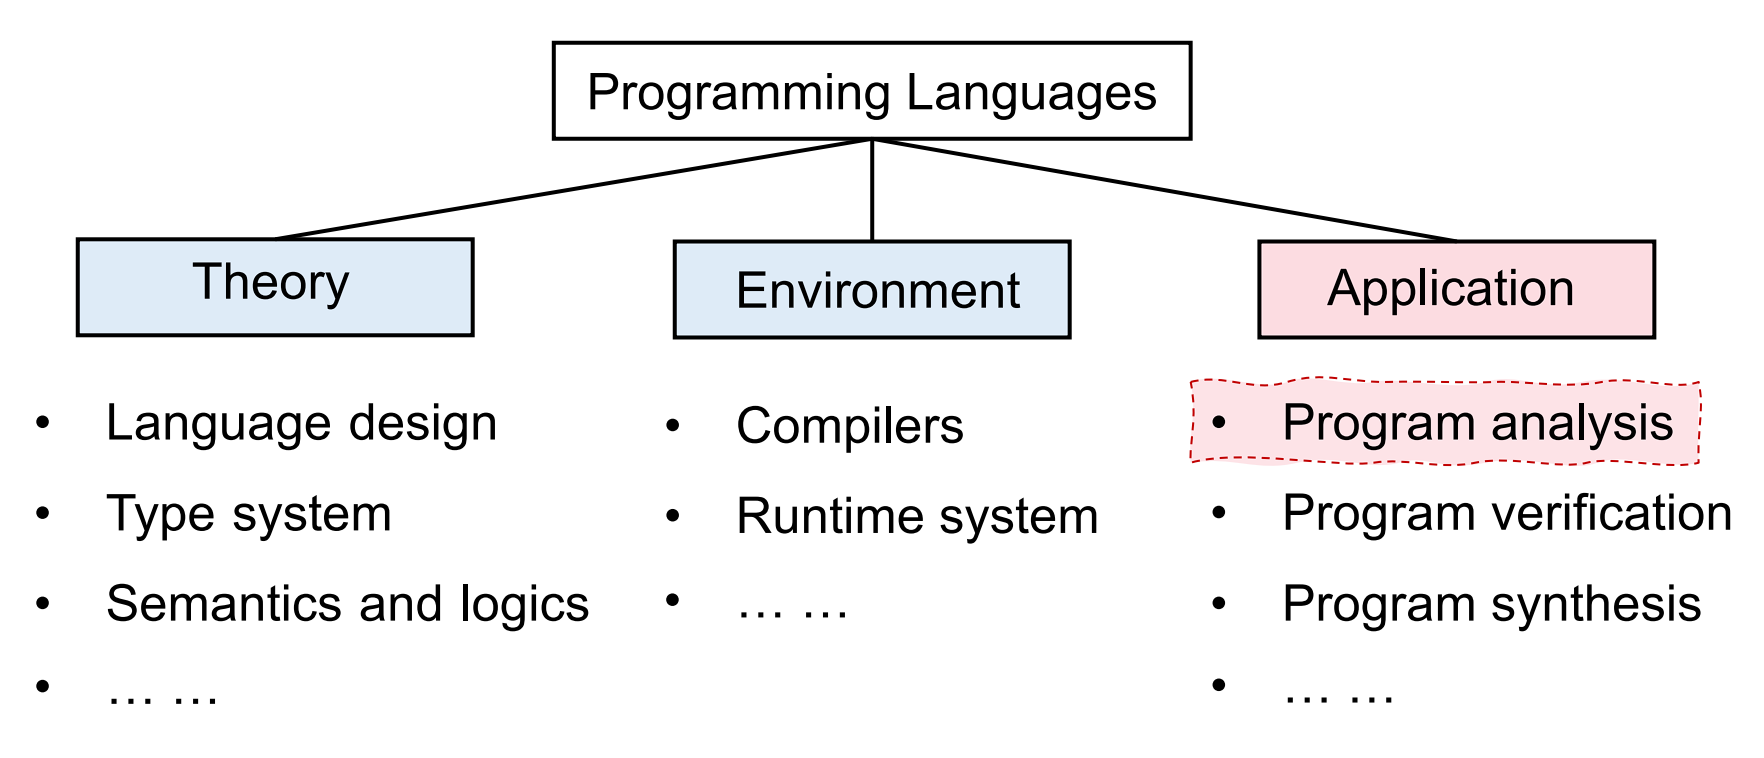 Programming Languages
Theory
• Language design
• Type system
• Semantics and logics
• … …
Environment
• Compilers
• Runtime system
• … …
Application
• Program analysis
• Program verification
• Program synthesis
• … …